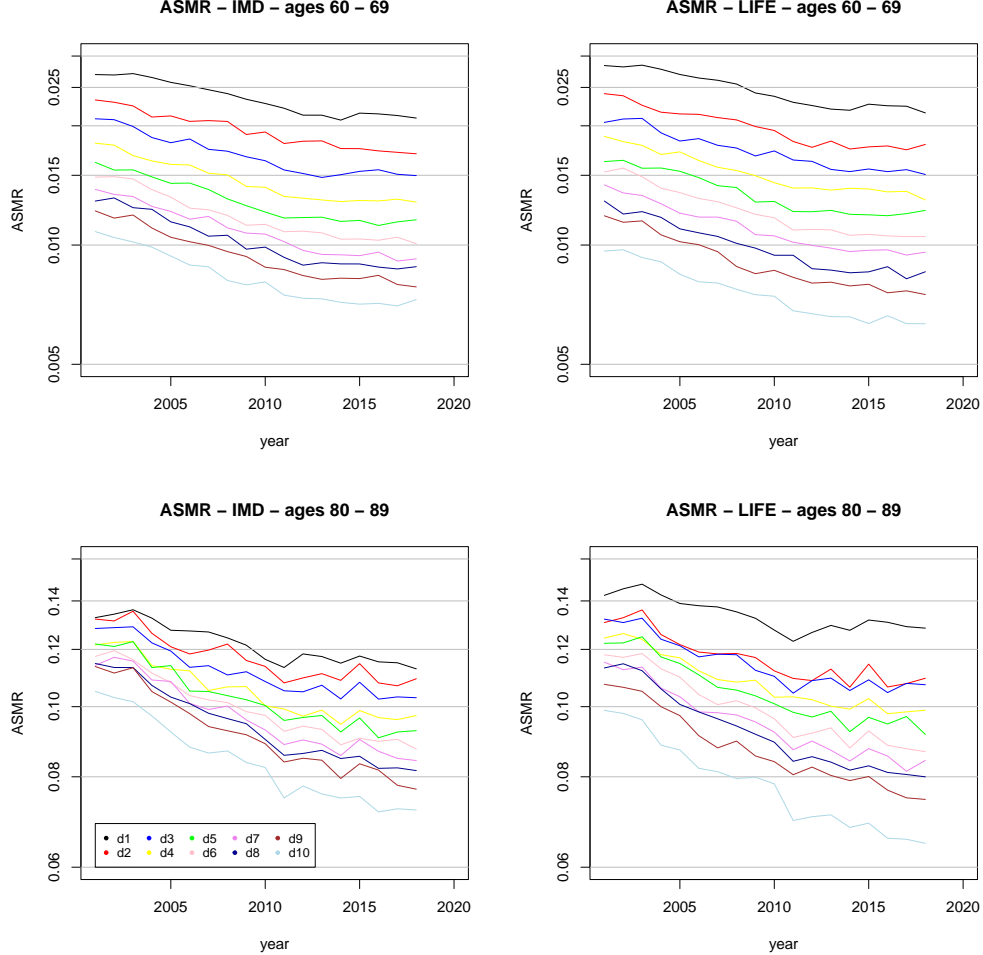 ASMR – IMD – ages 60 – 69
ASMR
0.005
0.010
0.015
0.025
2005 2010 2015 2020
year
ASMR – LIFE – ages 60 – 69
ASMR
0.005
0.010
0.015
0.025
2005 2010 2015 2020
year
ASMR – IMD – ages 80 – 89
ASMR
0.06
0.08
0.10
0.12
0.14
d1 d3 d5 d7 d9
d2 d4 d6 d8 d10
2005 2010 2015 2020
year
ASMR – LIFE – ages 80 – 89
ASMR
0.06
0.08
0.10
0.12
0.14
2005 2010 2015 2020
year